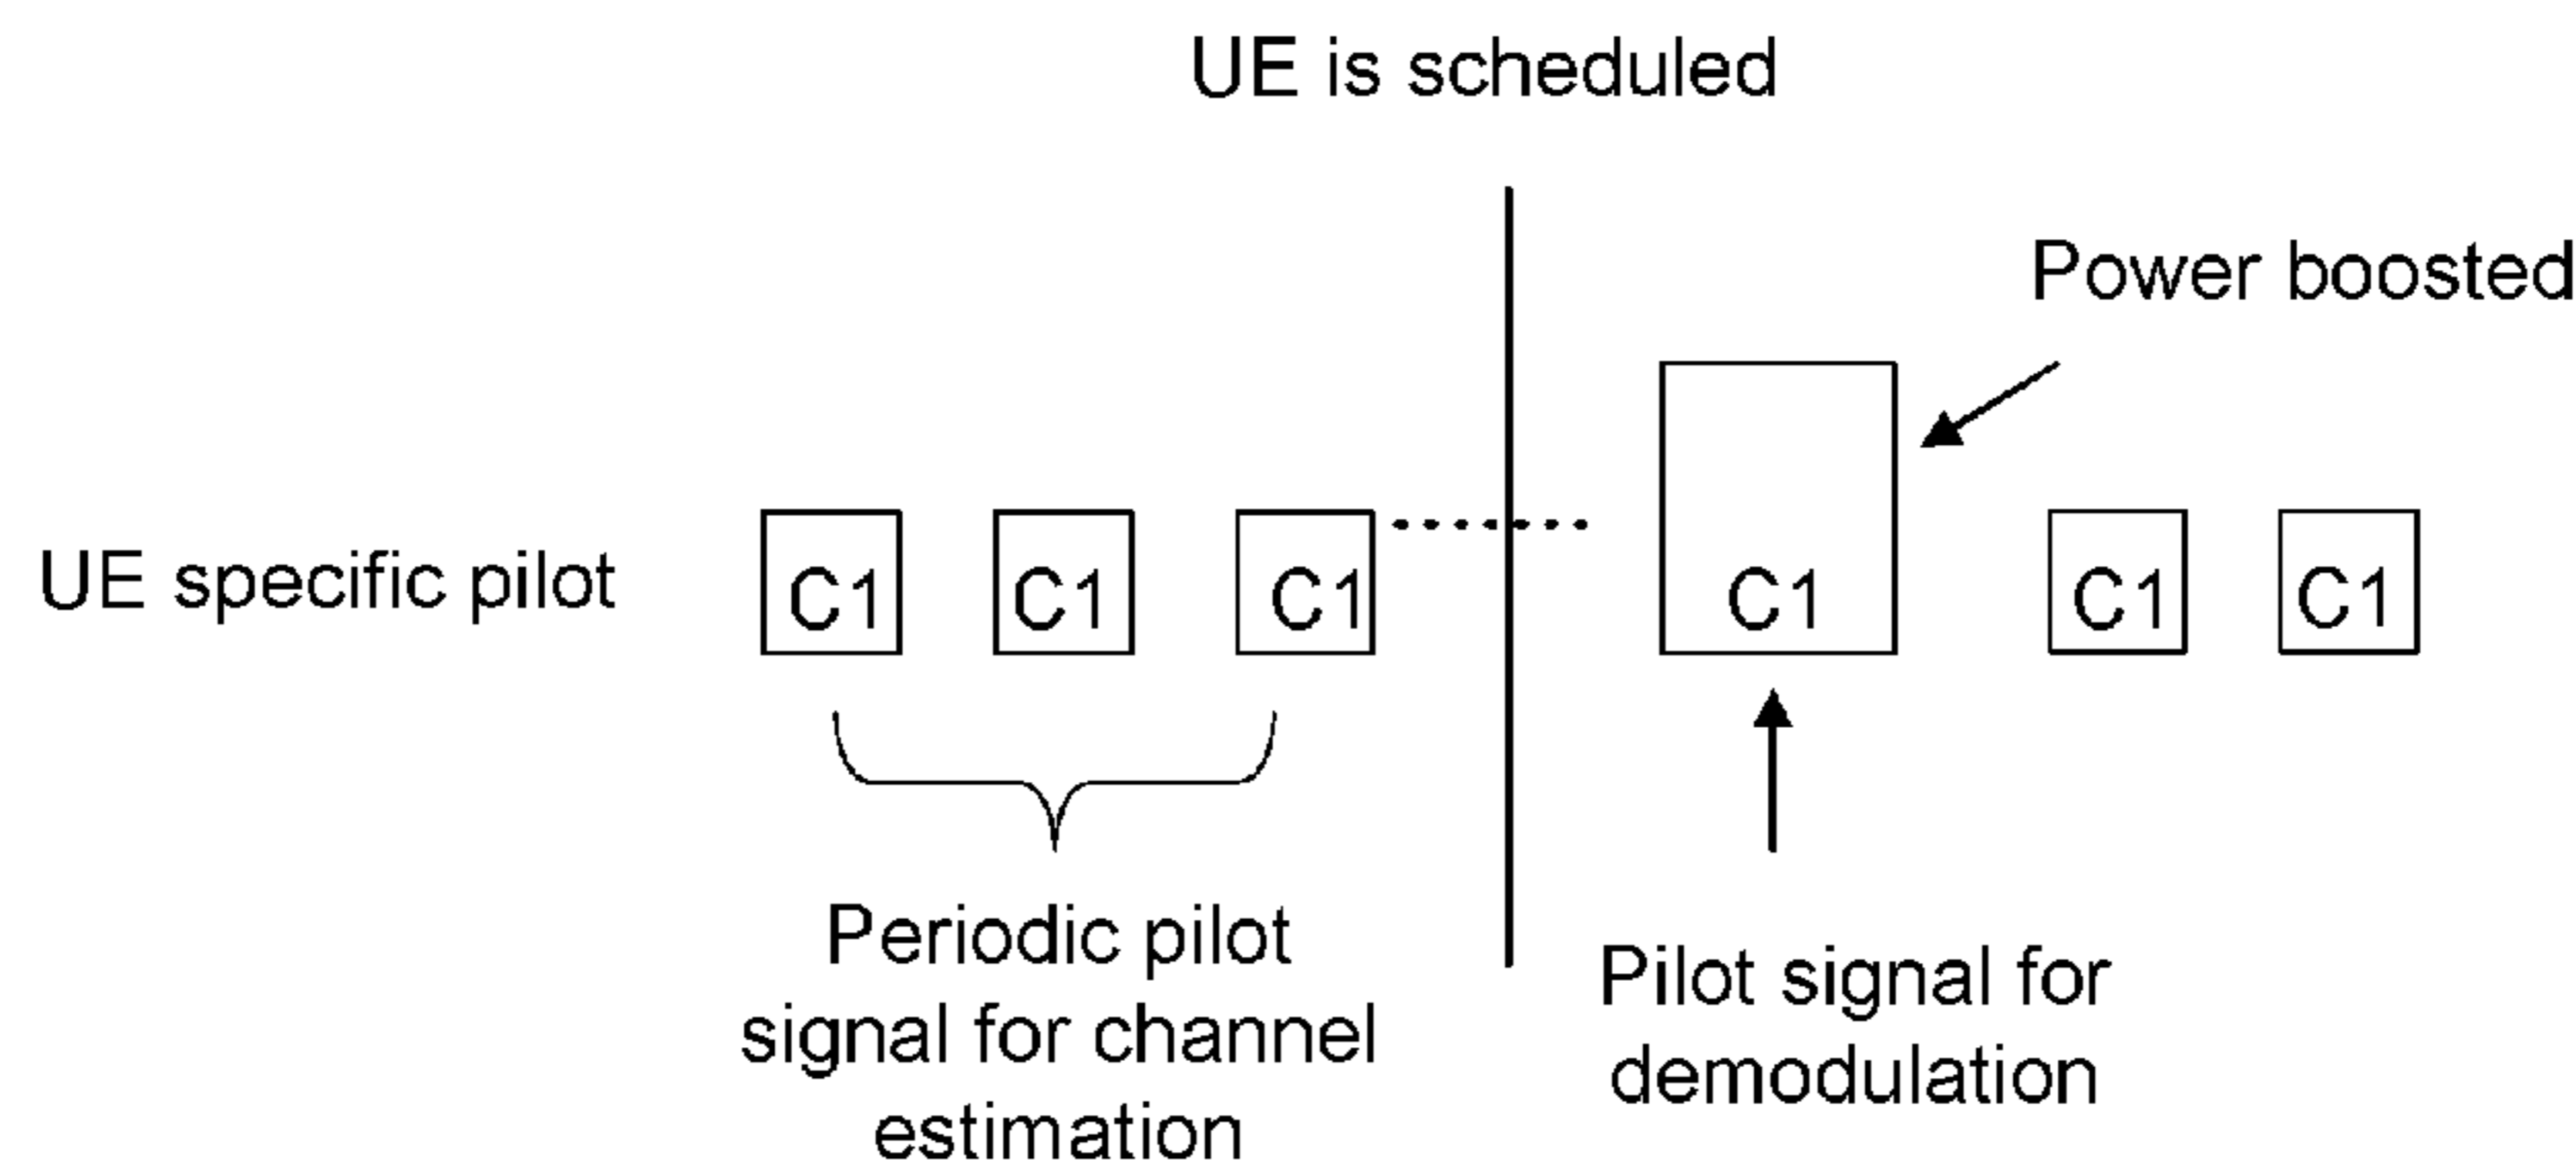 UE is scheduled
Power boosted
UE specific pilot
C1 C1 C1 C1 C1 C1
Periodic pilot
signal for channel
estimation
Pilot signal for
demodulation